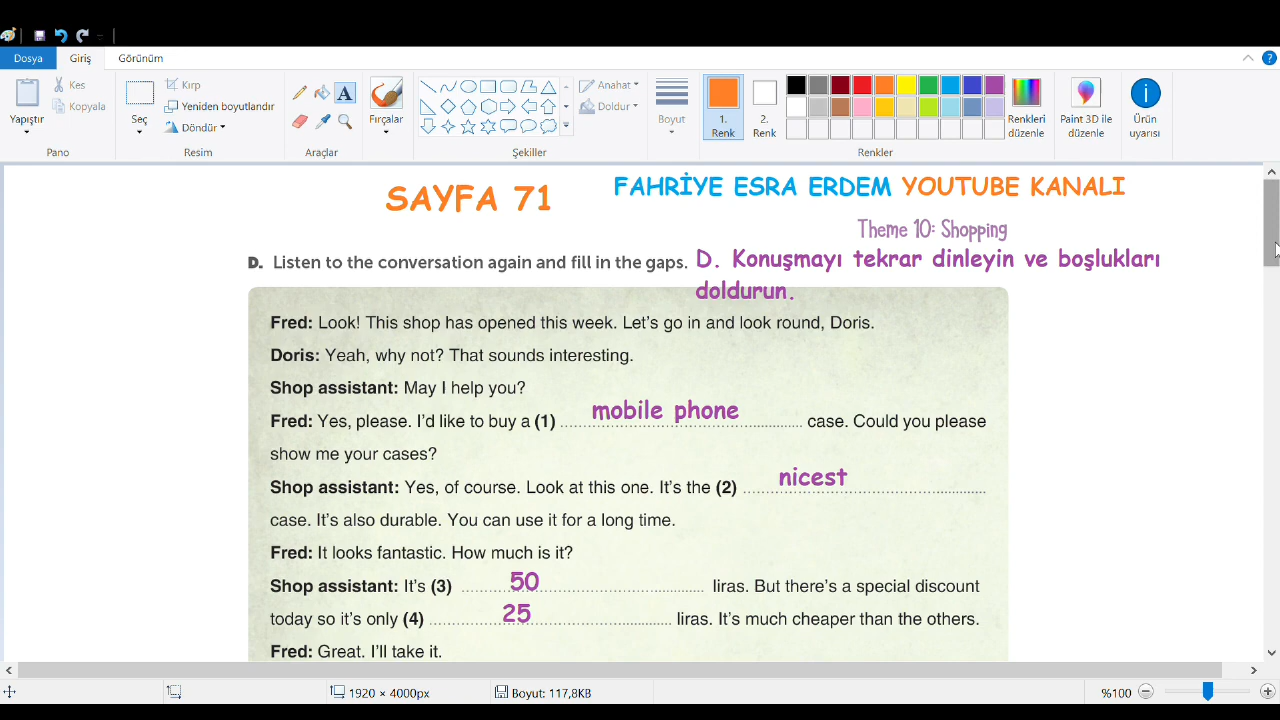 Dosya Giriş Görünüm
Yapıştır
Kes
Kopyala
Pano
Seç
Kırp
Yeniden boyutlandır
Döndür
Resim
A
Araçlar
Fırçalar
Şekiller
Anahat
Doldur
Boyut
1.
Renk
2.
Renk
Renkler
Renkleri
düzenle
Paint 3D ile
düzenle
Ürün
uyarısı
SAYFA 71
FAHRİYE ESRA ERDEM YOUTUBE KANALI
Theme 10: Shopping
D. Listen to the conversation again and fill in the gaps.
D. Konuşmayı tekrar dinleyin ve boşlukları
doldurun.
Fred: Look! This shop has opened this week. Let's go in and look round, Doris.
Doris: Yeah, why not? That sounds interesting.
Shop assistant: May I help you?
Fred: Yes, please. I'd like to buy a (1) mobile phone case. Could you please
show me your cases?
Shop assistant: Yes, of course. Look at this one. It's the (2) nicest
case. It's also durable. You can use it for a long time.
Fred: It looks fantastic. How much is it?
Shop assistant: It's (3) 50 liras. But there's a special discount
today so it's only (4) 25 liras. It's much cheaper than the others.
Fred: Great. I'll take it.
1920 × 4000px
Boyut: 117,8KB
%100